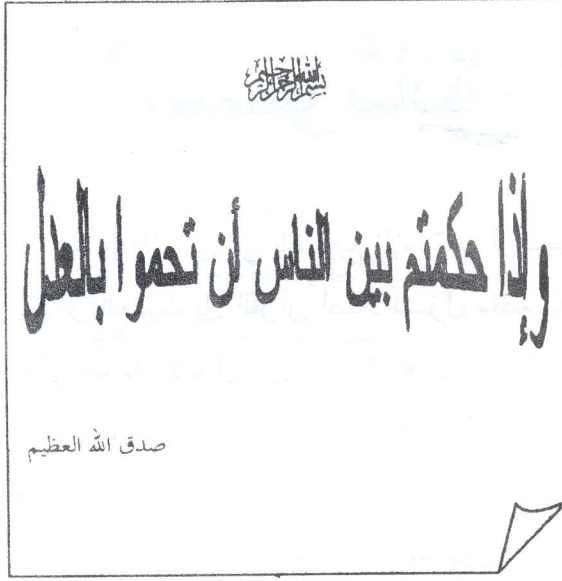 بسم الله الرحمن الرحيم
وإذا حكمتم بين الناس أن تحموا بالعدل
صدق الله العظيم